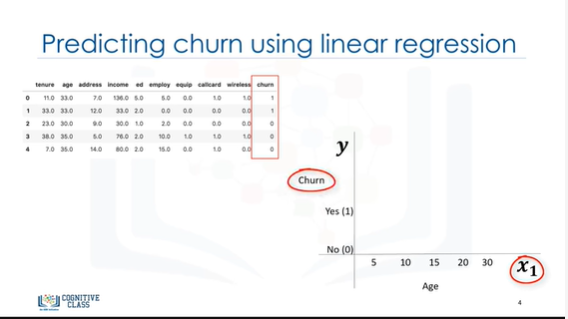 Predicting churn using linear regression
tenure age address income ed employ equip callcard wireless churn
0 11.0 33.0 7.0 136.0 5.0 5.0 0.0 1.0 1.0 1
1 33.0 33.0 12.0 33.0 2.0 0.0 0.0 0.0 0.0 1
2 23.0 30.0 9.0 30.0 1.0 2.0 0.0 0.0 0.0 0
3 38.0 35.0 5.0 76.0 2.0 10.0 1.0 1.0 1.0 0
4 7.0 35.0 14.0 80.0 2.0 15.0 0.0 1.0 0.0 0
y
Churn
Yes (1)
No (0)
5 10 15 20 30 x₁
Age
COGNITIVE
CLASS
4